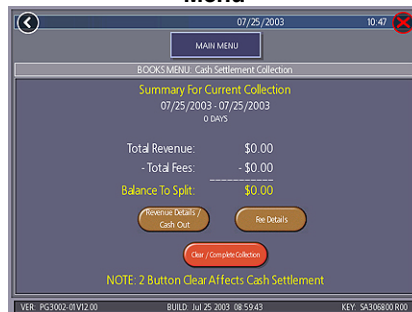 Menu
07/25/2003 10:47
MAIN MENU
BOOKS MENU: Cash Settlement Collection
Summary For Current Collection
07/25/2003 - 07/25/2003
0 DAYS
Total Revenue: $0.00
- Total Fees: - $0.00
Balance To Split: $0.00
Revenue Details / Cash Out
Fee Details
Clear / Complete Collection
NOTE: 2 Button Clear Affects Cash Settlement
VER: PG3002-01V12.00 BUILD: Jul 25 2003 08:59:43 KEY: SA306800 R00